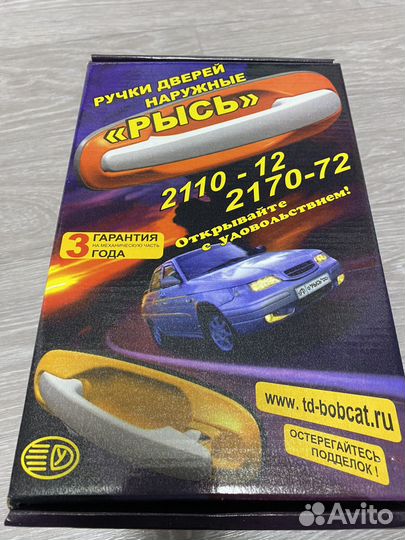 РУЧКИ ДВЕРЕЙ
НАРУЖНЫЕ
«РЫСЬ»
2110 - 12
2170-72
Открывайте
с удовольствием!
3 ГАРАНТИЯ
НА МЕХАНИЧЕСКУЮ ЧАСТЬ
ГОДА
www. td-bobcat.ru
ОСТЕРЕГАЙТЕСЬ
ПОДДЕЛОК !
Avito